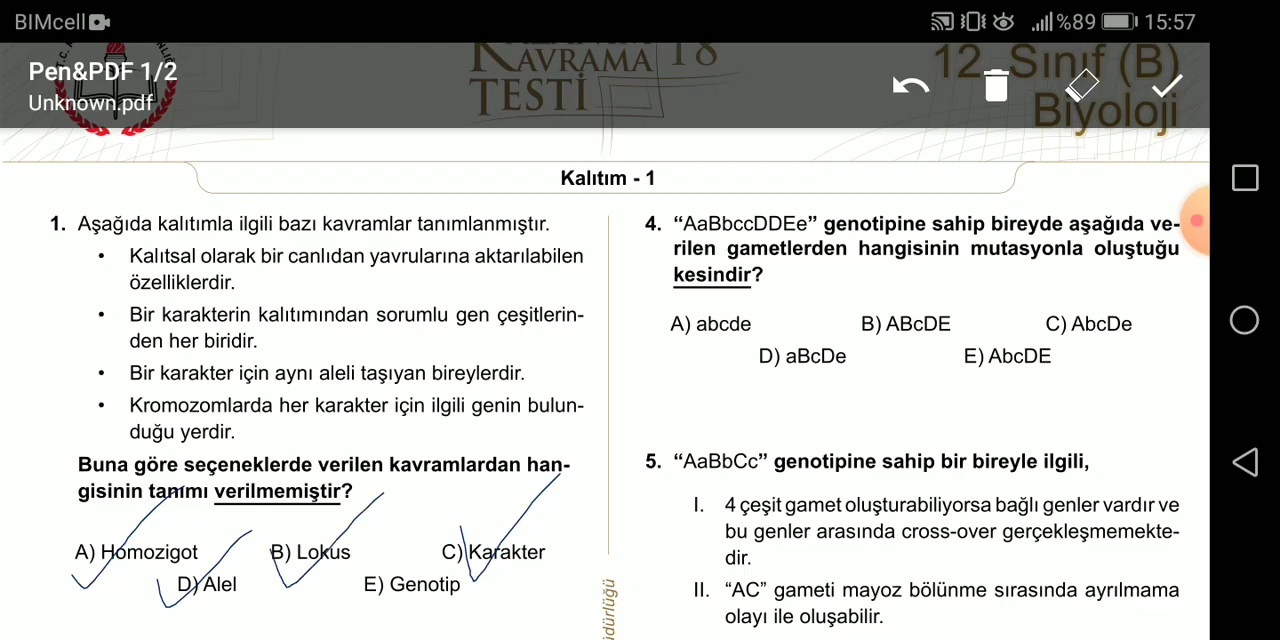 BIMcell
%89 15:57
Pen&PDF 1/2
Unknown.pdf
KAVRAMA
TESTİ
18
12. Sınıf (B)
Biyoloji
Kalıtım - 1
1. Aşağıda kalıtımla ilgili bazı kavramlar tanımlanmıştır.
• Kalıtsal olarak bir canlıdan yavrularına aktarılabilen
özelliklerdir.
• Bir karakterin kalıtımından sorumlu gen çeşitlerin-
den her biridir.
• Bir karakter için aynı aleli taşıyan bireylerdir.
• Kromozomlarda her karakter için ilgili genin bulun-
duğu yerdir.
Buna göre seçeneklerde verilen kavramlardan han-
gisinin tanımı verilmemiştir?
A) Homozigot B) Lokus C) Karakter
D) Alel E) Genotip
4. “AaBbccDDEe” genotipine sahip bireyde aşağıda ve-
rilen gametlerden hangisinin mutasyonla oluştuğu
kesindir?
A) abcde B) ABcDE C) AbcDe
D) aBcDe E) AbcDE
5. “AaBbCc” genotipine sahip bir bireyle ilgili,
I. 4 çeşit gamet oluşturabiliyorsa bağlı genler vardır ve
bu genler arasında cross-over gerçekleşmemekte-
dir.
II. “AC” gameti mayoz bölünme sırasında ayrılmama
olayı ile oluşabilir.